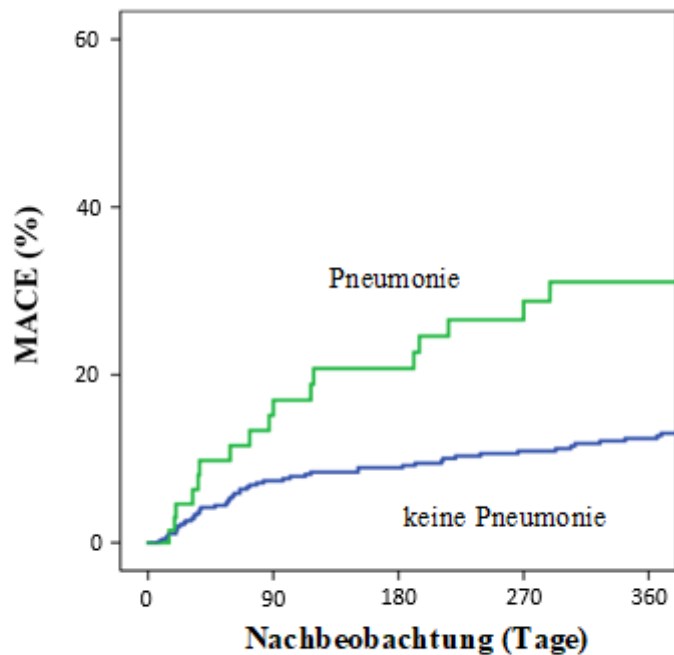 60
40
20
0
MACE (%)
Pneumonie
keine Pneumonie
0 90 180 270 360
Nachbeobachtung (Tage)